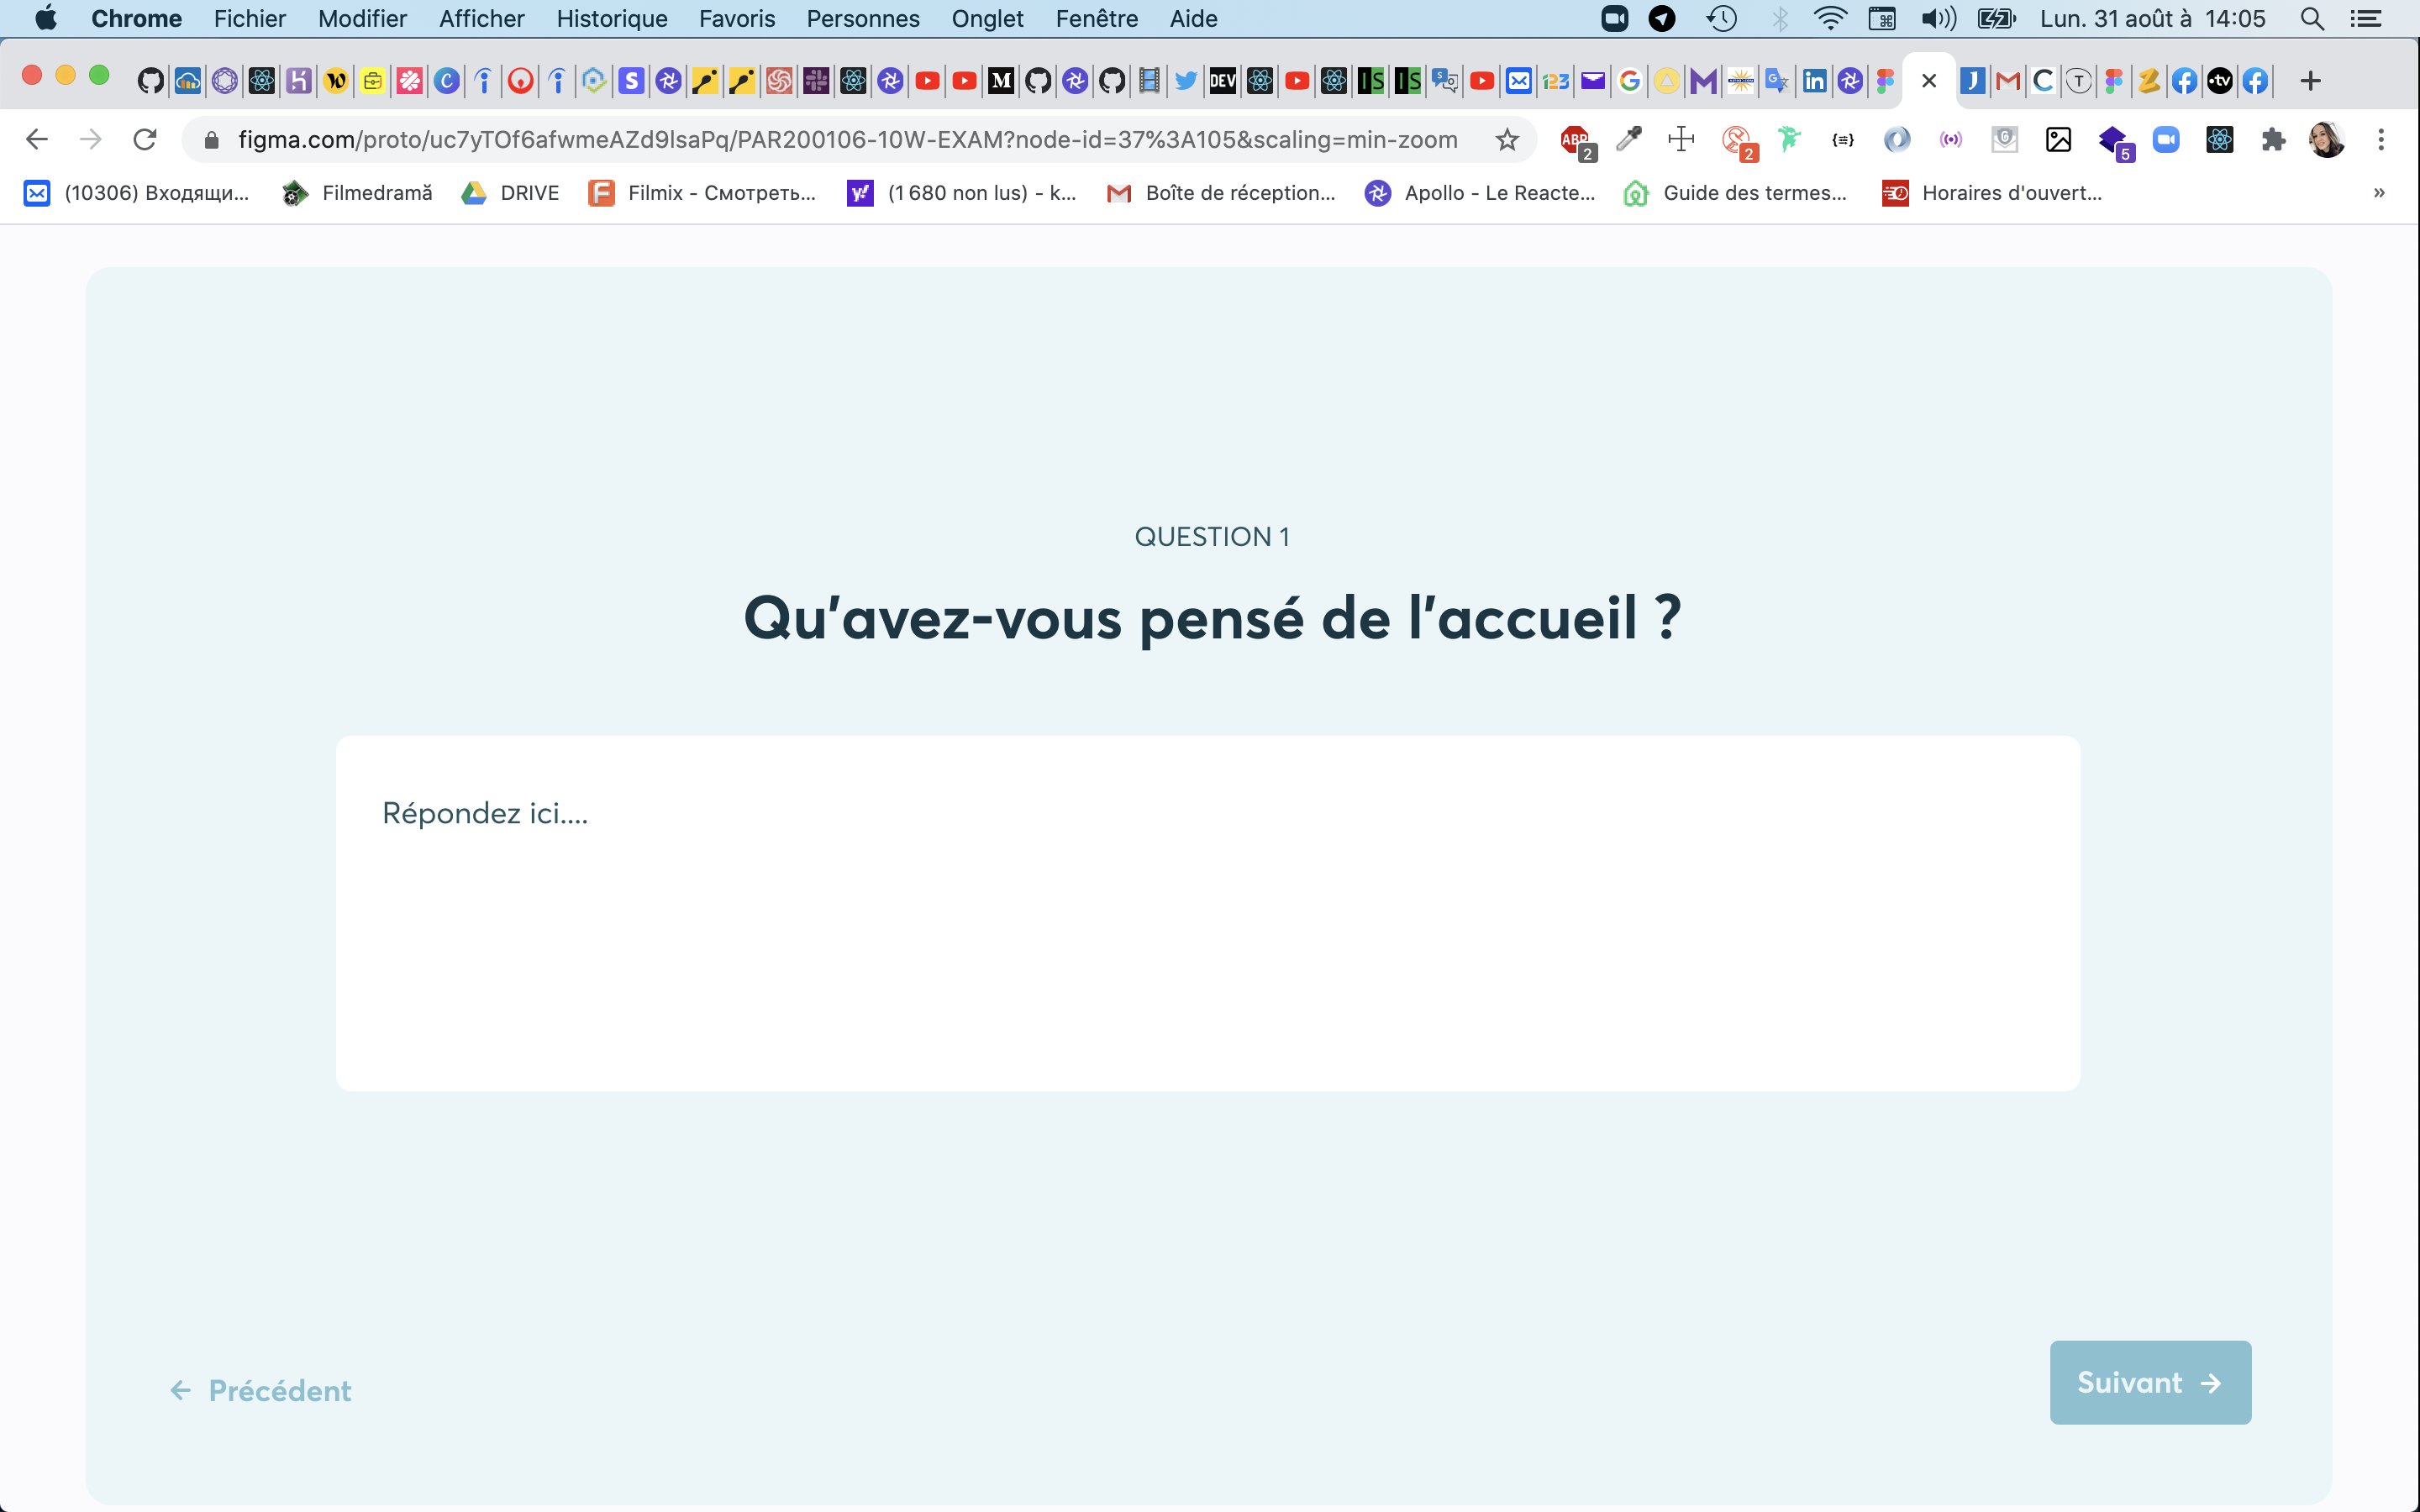 Chrome Fichier Modifier Afficher Historique Favoris Personnes Onglet Fenêtre Aide Lun. 31 août à 14:05
figma.com/proto/uc7yTOf6afwmeAZd9lsaPq/PAR200106-10W-EXAM?node-id=37%3A105&scaling=min-zoom
(10306) Входящи... Filmedramă DRIVE Filmix - Смотреть... (1 680 non lus) - k... Boîte de réception... Apollo - Le Reacte... Guide des termes... Horaires d'ouvert... »
QUESTION 1
Qu'avez-vous pensé de l'accueil ?
Répondez ici....
← Précédent
Suivant →